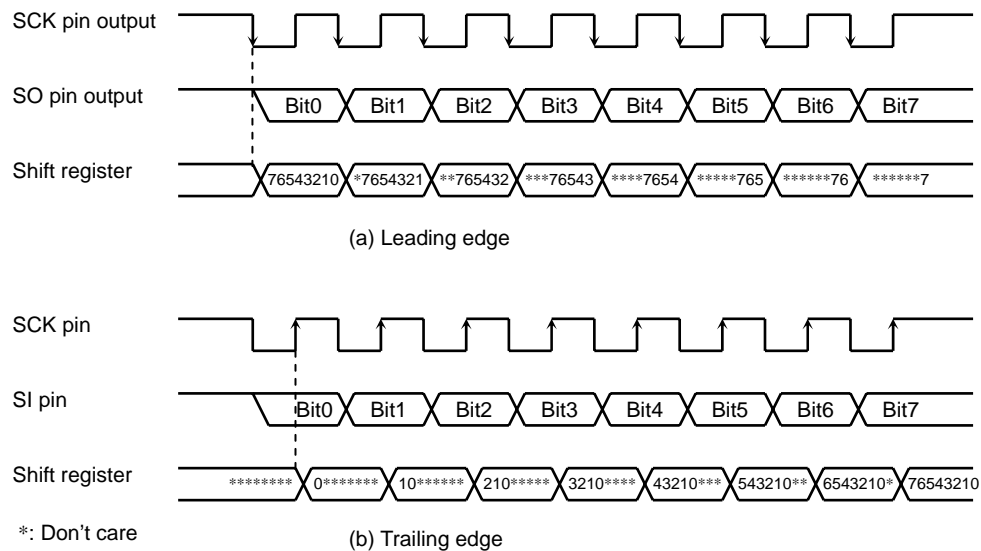 SCK pin output
SO pin output Bit0 Bit1 Bit2 Bit3 Bit4 Bit5 Bit6 Bit7
Shift register 76543210 *7654321 **765432 ***76543 ****7654 *****765 ******76 ******7
(a) Leading edge
SCK pin
SI pin Bit0 Bit1 Bit2 Bit3 Bit4 Bit5 Bit6 Bit7
Shift register ******** 0******* 10****** 210***** 3210**** 43210*** 543210** 6543210* 76543210
*: Don't care
(b) Trailing edge